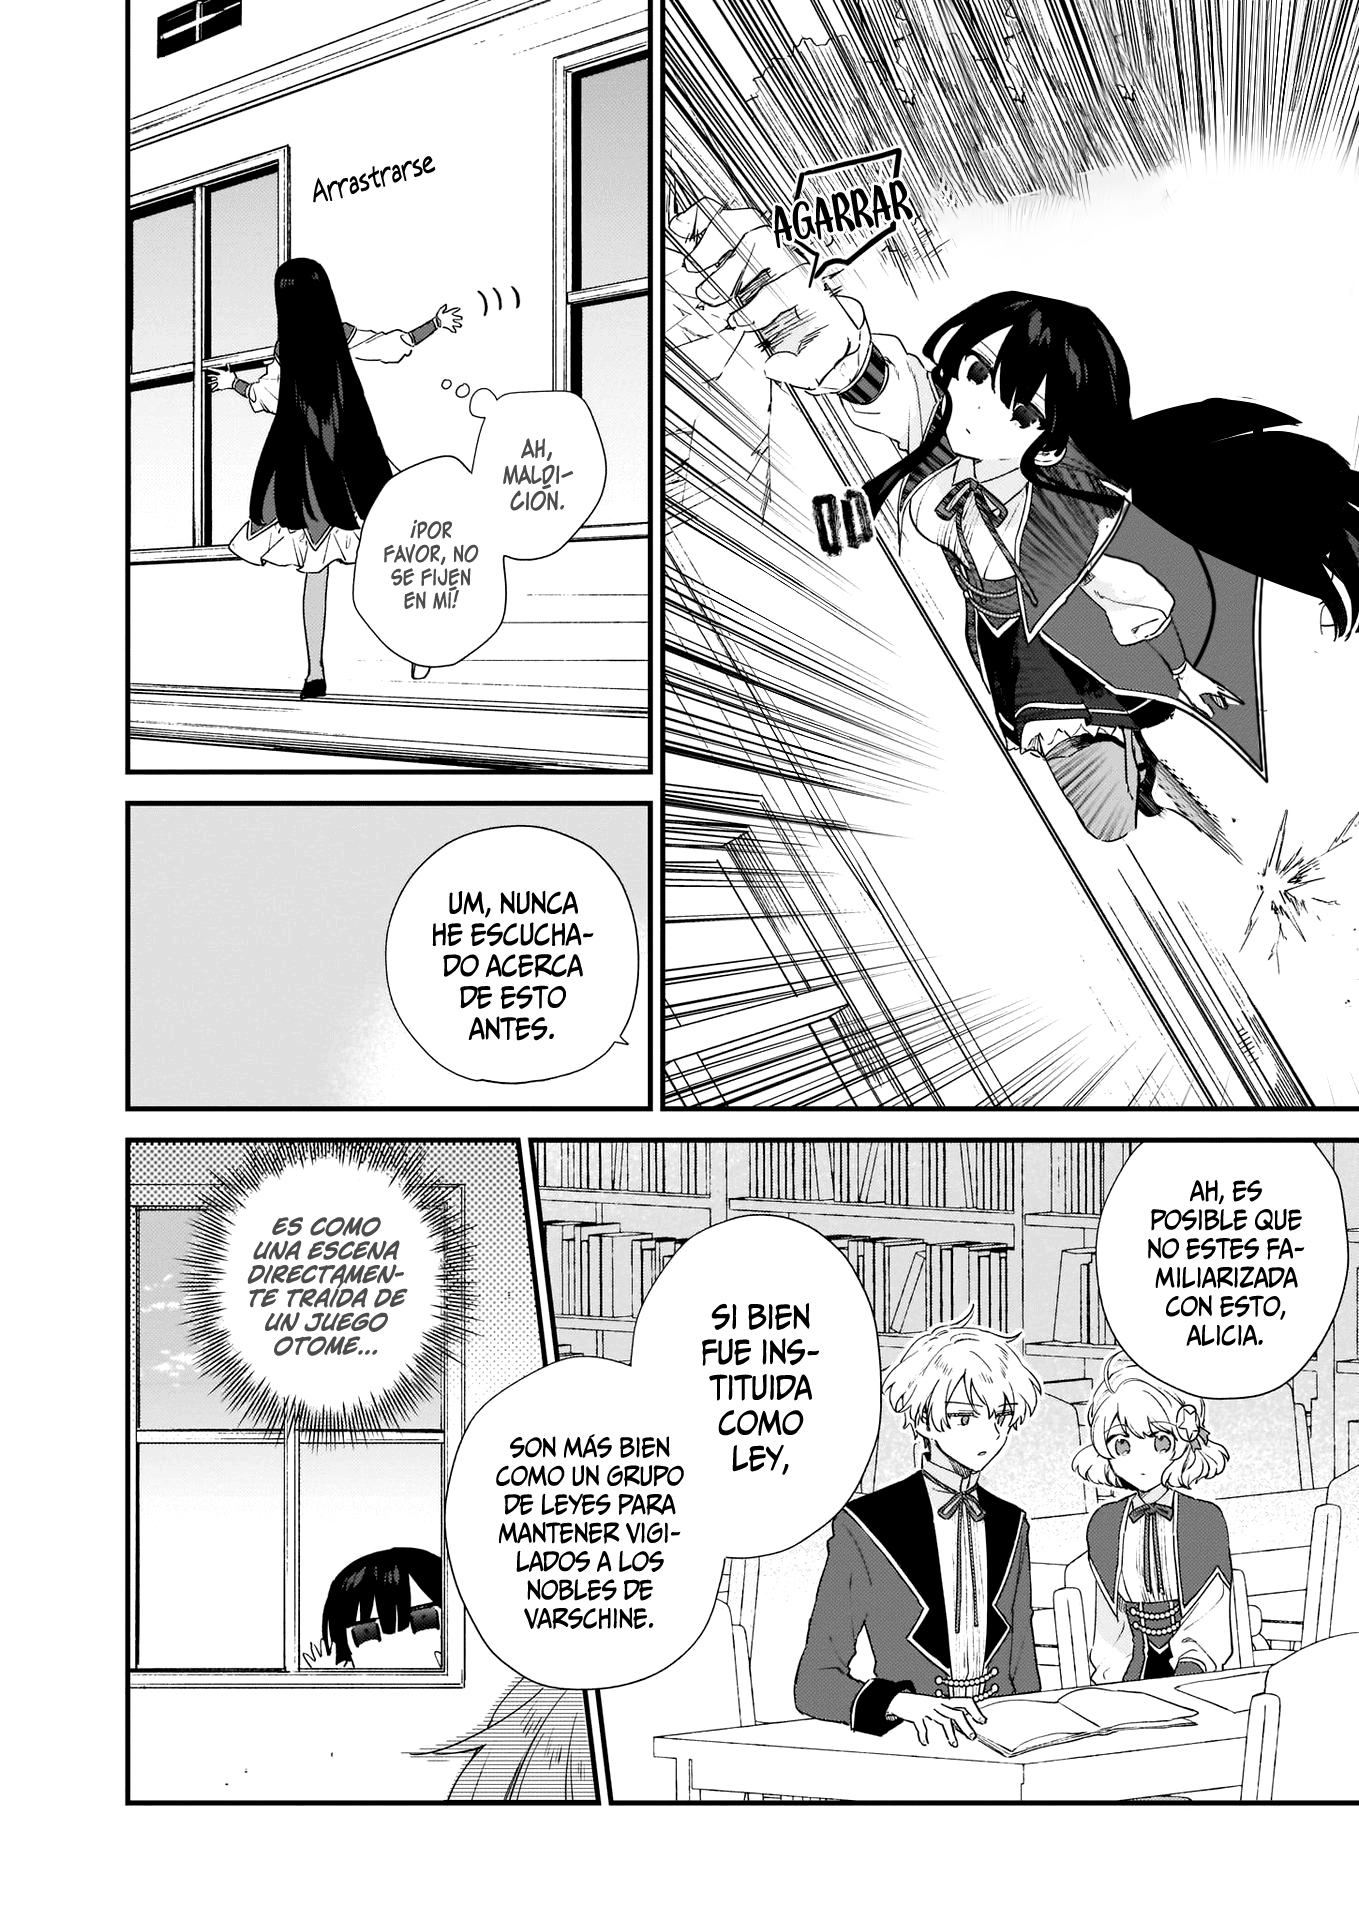 AGARRAR
Arrastrarse
AH,
MALDI-
CIÓN.
¡POR
FAVOR, NO
SE FIJEN
EN MÍ!
UM, NUNCA
HE ESCUCHA-
DO ACERCA
DE ESTO
ANTES.
AH, ES
POSIBLE QUE
NO ESTES FA-
MILIARIZADA
CON ESTO,
ALICIA.
SI BIEN
FUE INS-
TITUIDA
COMO
LEY,
SON MÁS BIEN
COMO UN GRUPO
DE LEYES PARA
MANTENER VIGI-
LADOS A LOS
NOBLES DE
VARSCHINE.
ES COMO
UNA ESCENA
DIRECTAMEN-
TE TRAÍDA DE
UN JUEGO
OTOME...